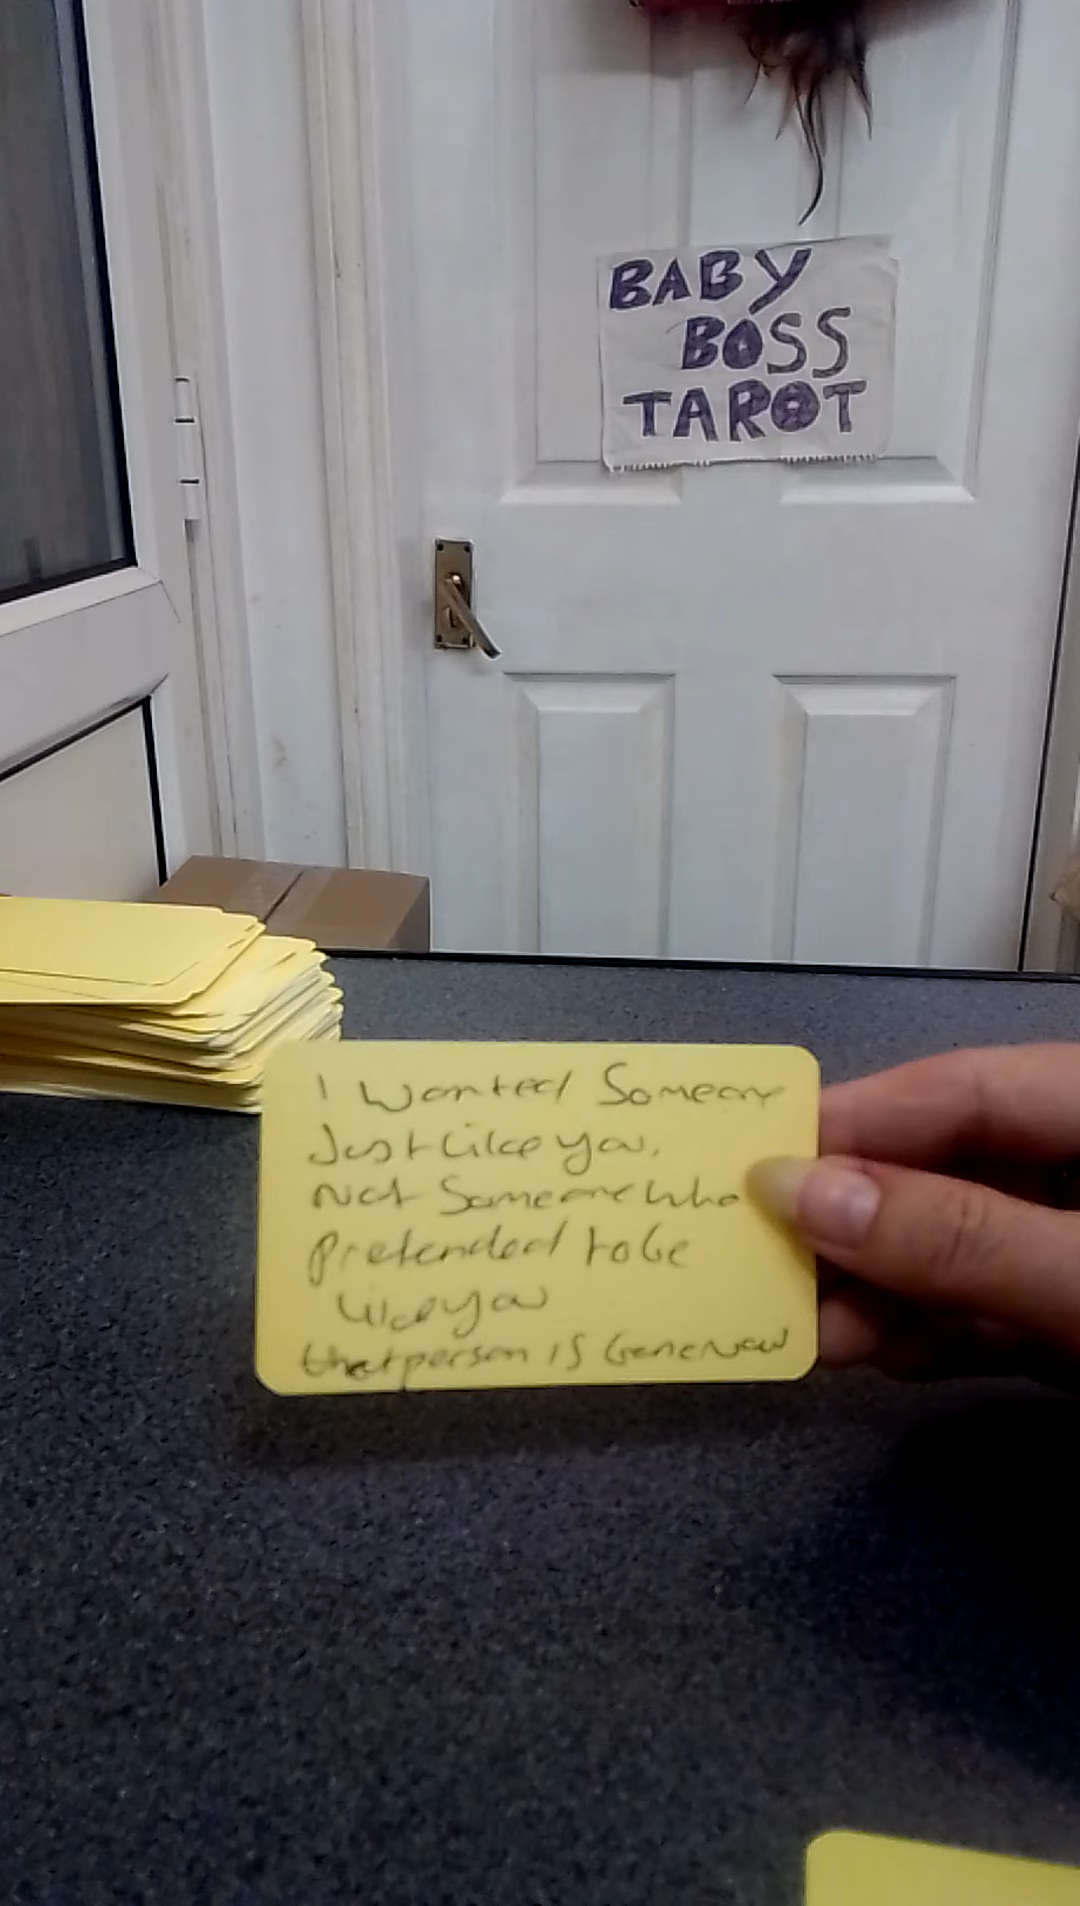 BABY
BOSS
TAROT
I wanted Someone
Just Like you,
Not Someone who
Pretended to be
Like you
that person is Gone Now